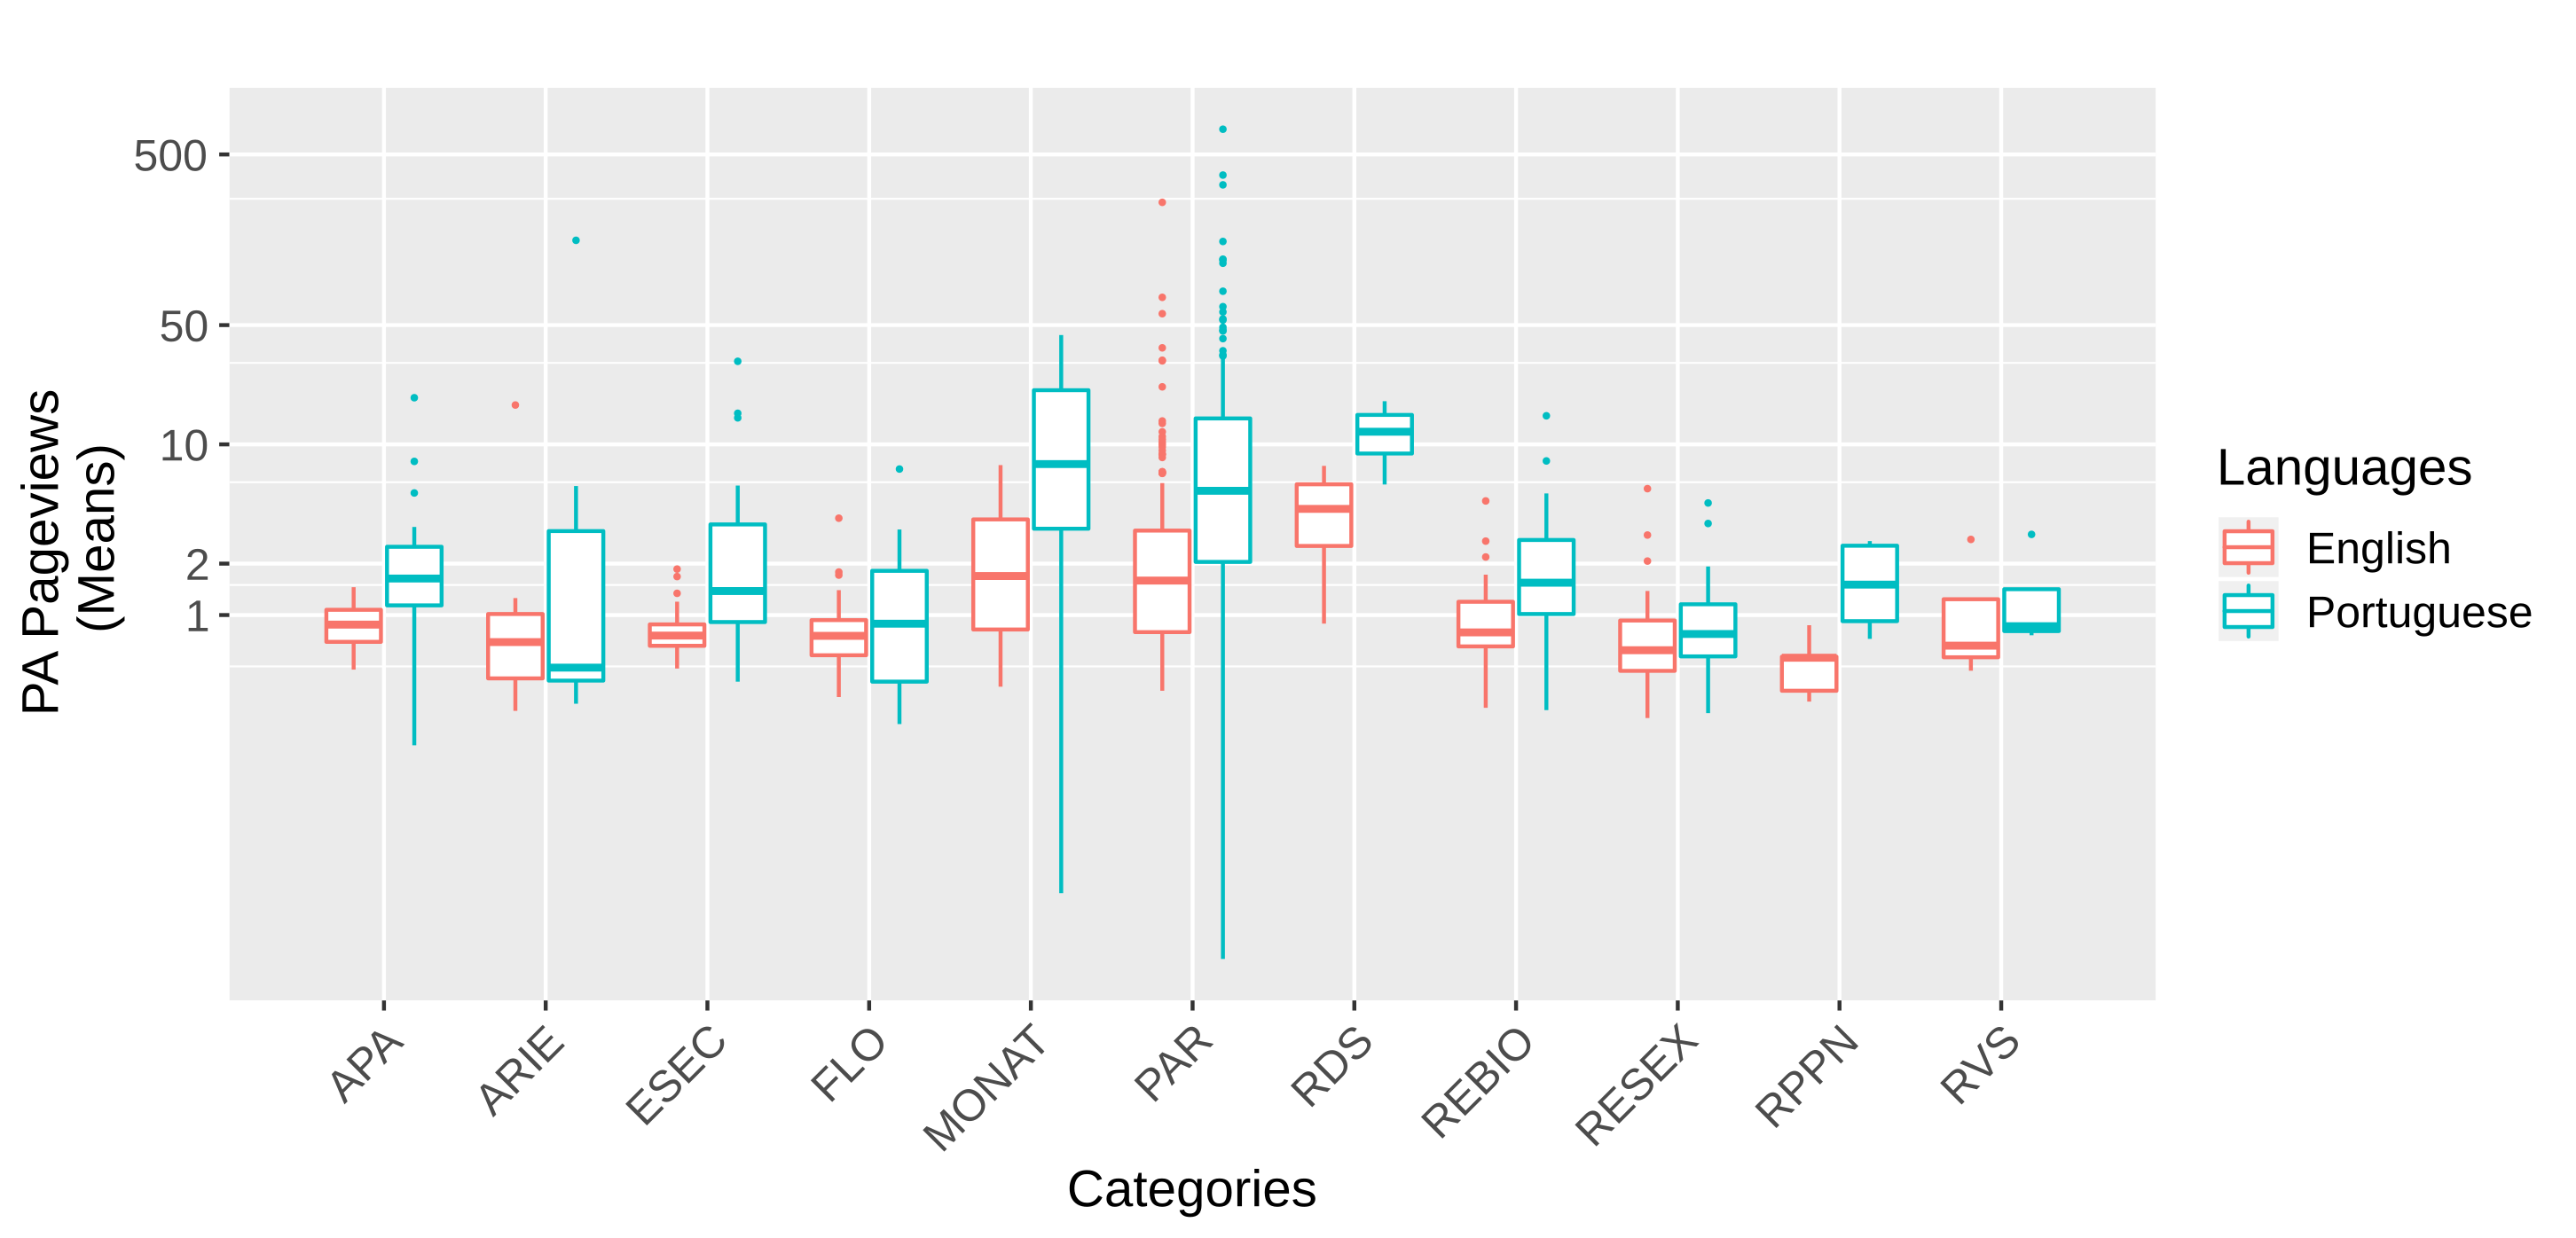 500
50
10
2
1
PA Pageviews
(Means)
APA
ARIE
ESEC
FLO
MONAT
PAR
RDS
REBIO
RESEX
RPPN
RVS
Categories
Languages
English
Portuguese